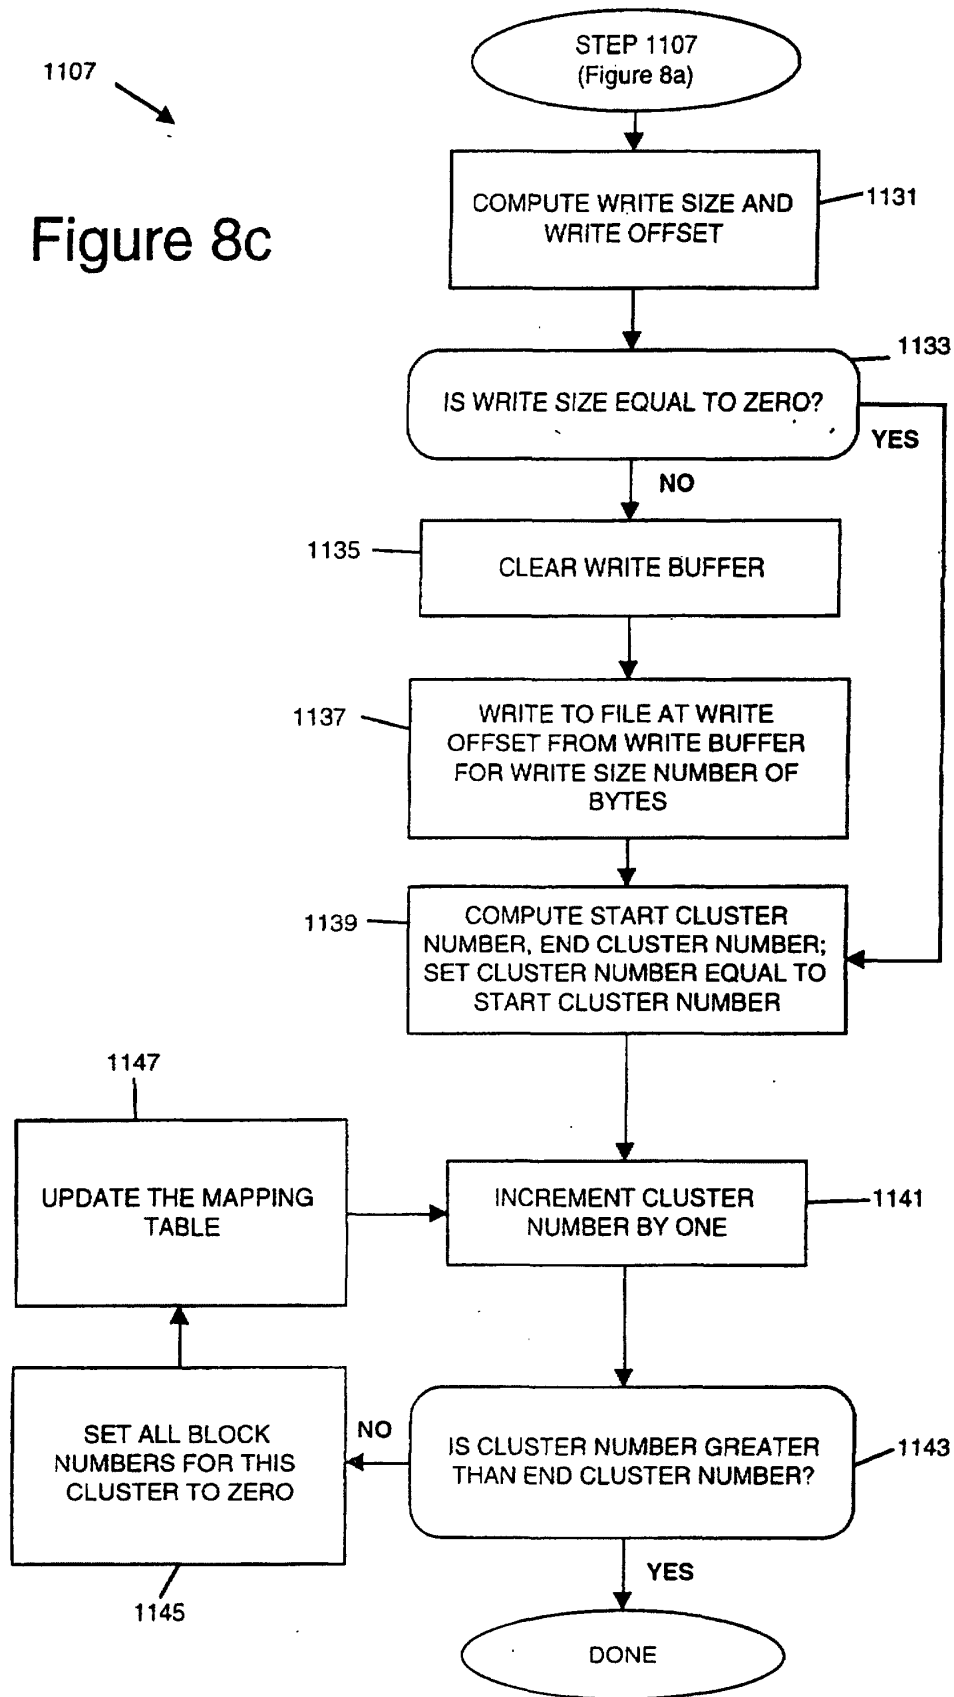 STEP 1107
(Figure 8a)
1107
Figure 8c
COMPUTE WRITE SIZE AND
WRITE OFFSET
1131
1133
IS WRITE SIZE EQUAL TO ZERO?
YES
NO
1135
CLEAR WRITE BUFFER
1137
WRITE TO FILE AT WRITE
OFFSET FROM WRITE BUFFER
FOR WRITE SIZE NUMBER OF
BYTES
1139
COMPUTE START CLUSTER
NUMBER, END CLUSTER NUMBER;
SET CLUSTER NUMBER EQUAL TO
START CLUSTER NUMBER
1147
UPDATE THE MAPPING
TABLE
INCREMENT CLUSTER
NUMBER BY ONE
1141
SET ALL BLOCK
NUMBERS FOR THIS
CLUSTER TO ZERO
NO
IS CLUSTER NUMBER GREATER
THAN END CLUSTER NUMBER?
1143
1145
YES
DONE